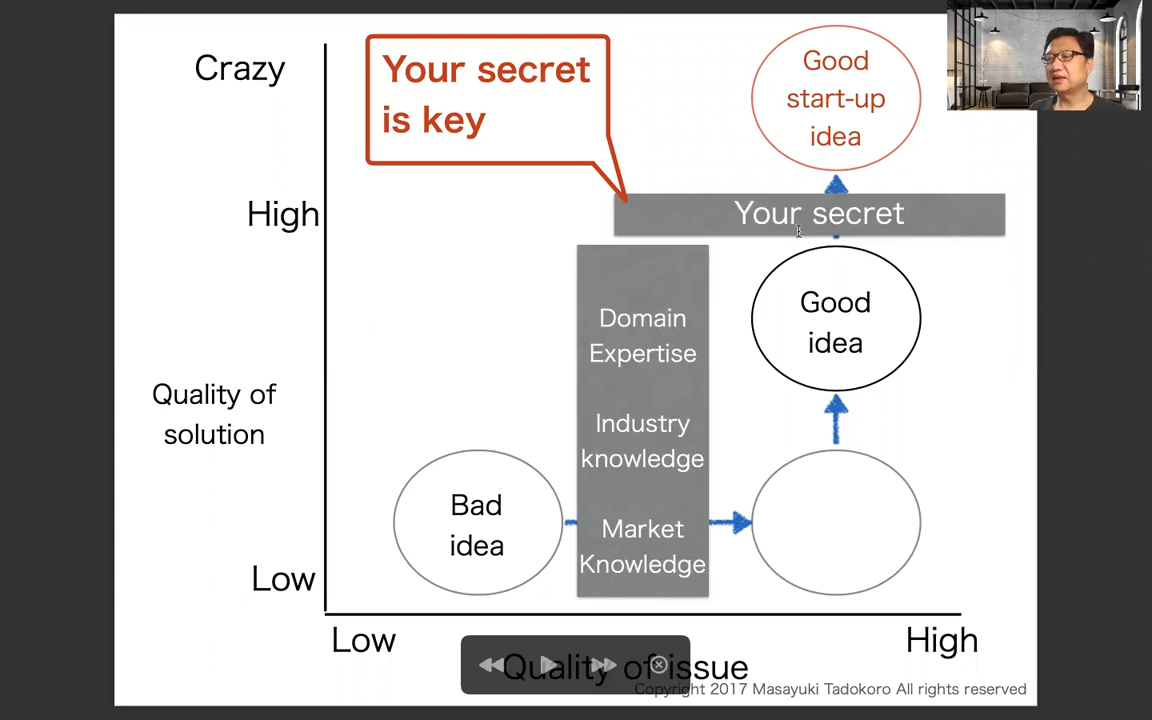 Crazy
Your secret
is key
Good
start-up
idea
High
Your secret
Domain
Expertise
Good
idea
Quality of
solution
Industry
knowledge
Bad
idea
Market
Knowledge
Low
Low
High
Quality of issue
Copyright 2017 Masayuki Tadokoro All rights reserved